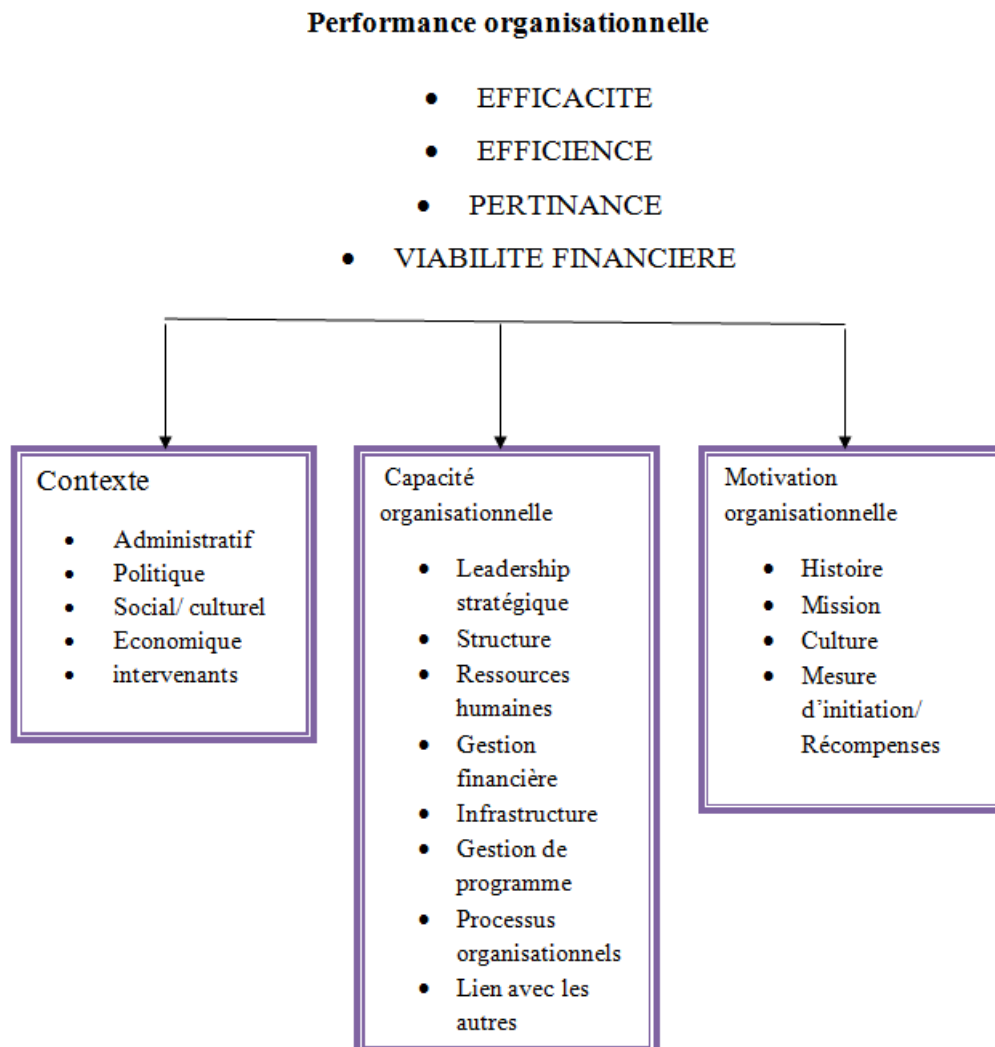 Performance organisationnelle
• EFFICACITE
• EFFICIENCE
• PERTINANCE
• VIABILITE FINANCIERE
Contexte
• Administratif
• Politique
• Social/ culturel
• Economique
• intervenants
Capacité
organisationnelle
• Leadership
stratégique
• Structure
• Ressources
humaines
• Gestion
financière
• Infrastructure
• Gestion de
programme
• Processus
organisationnels
• Lien avec les
autres
Motivation
organisationnelle
• Histoire
• Mission
• Culture
• Mesure
d’initiation/
Récompenses